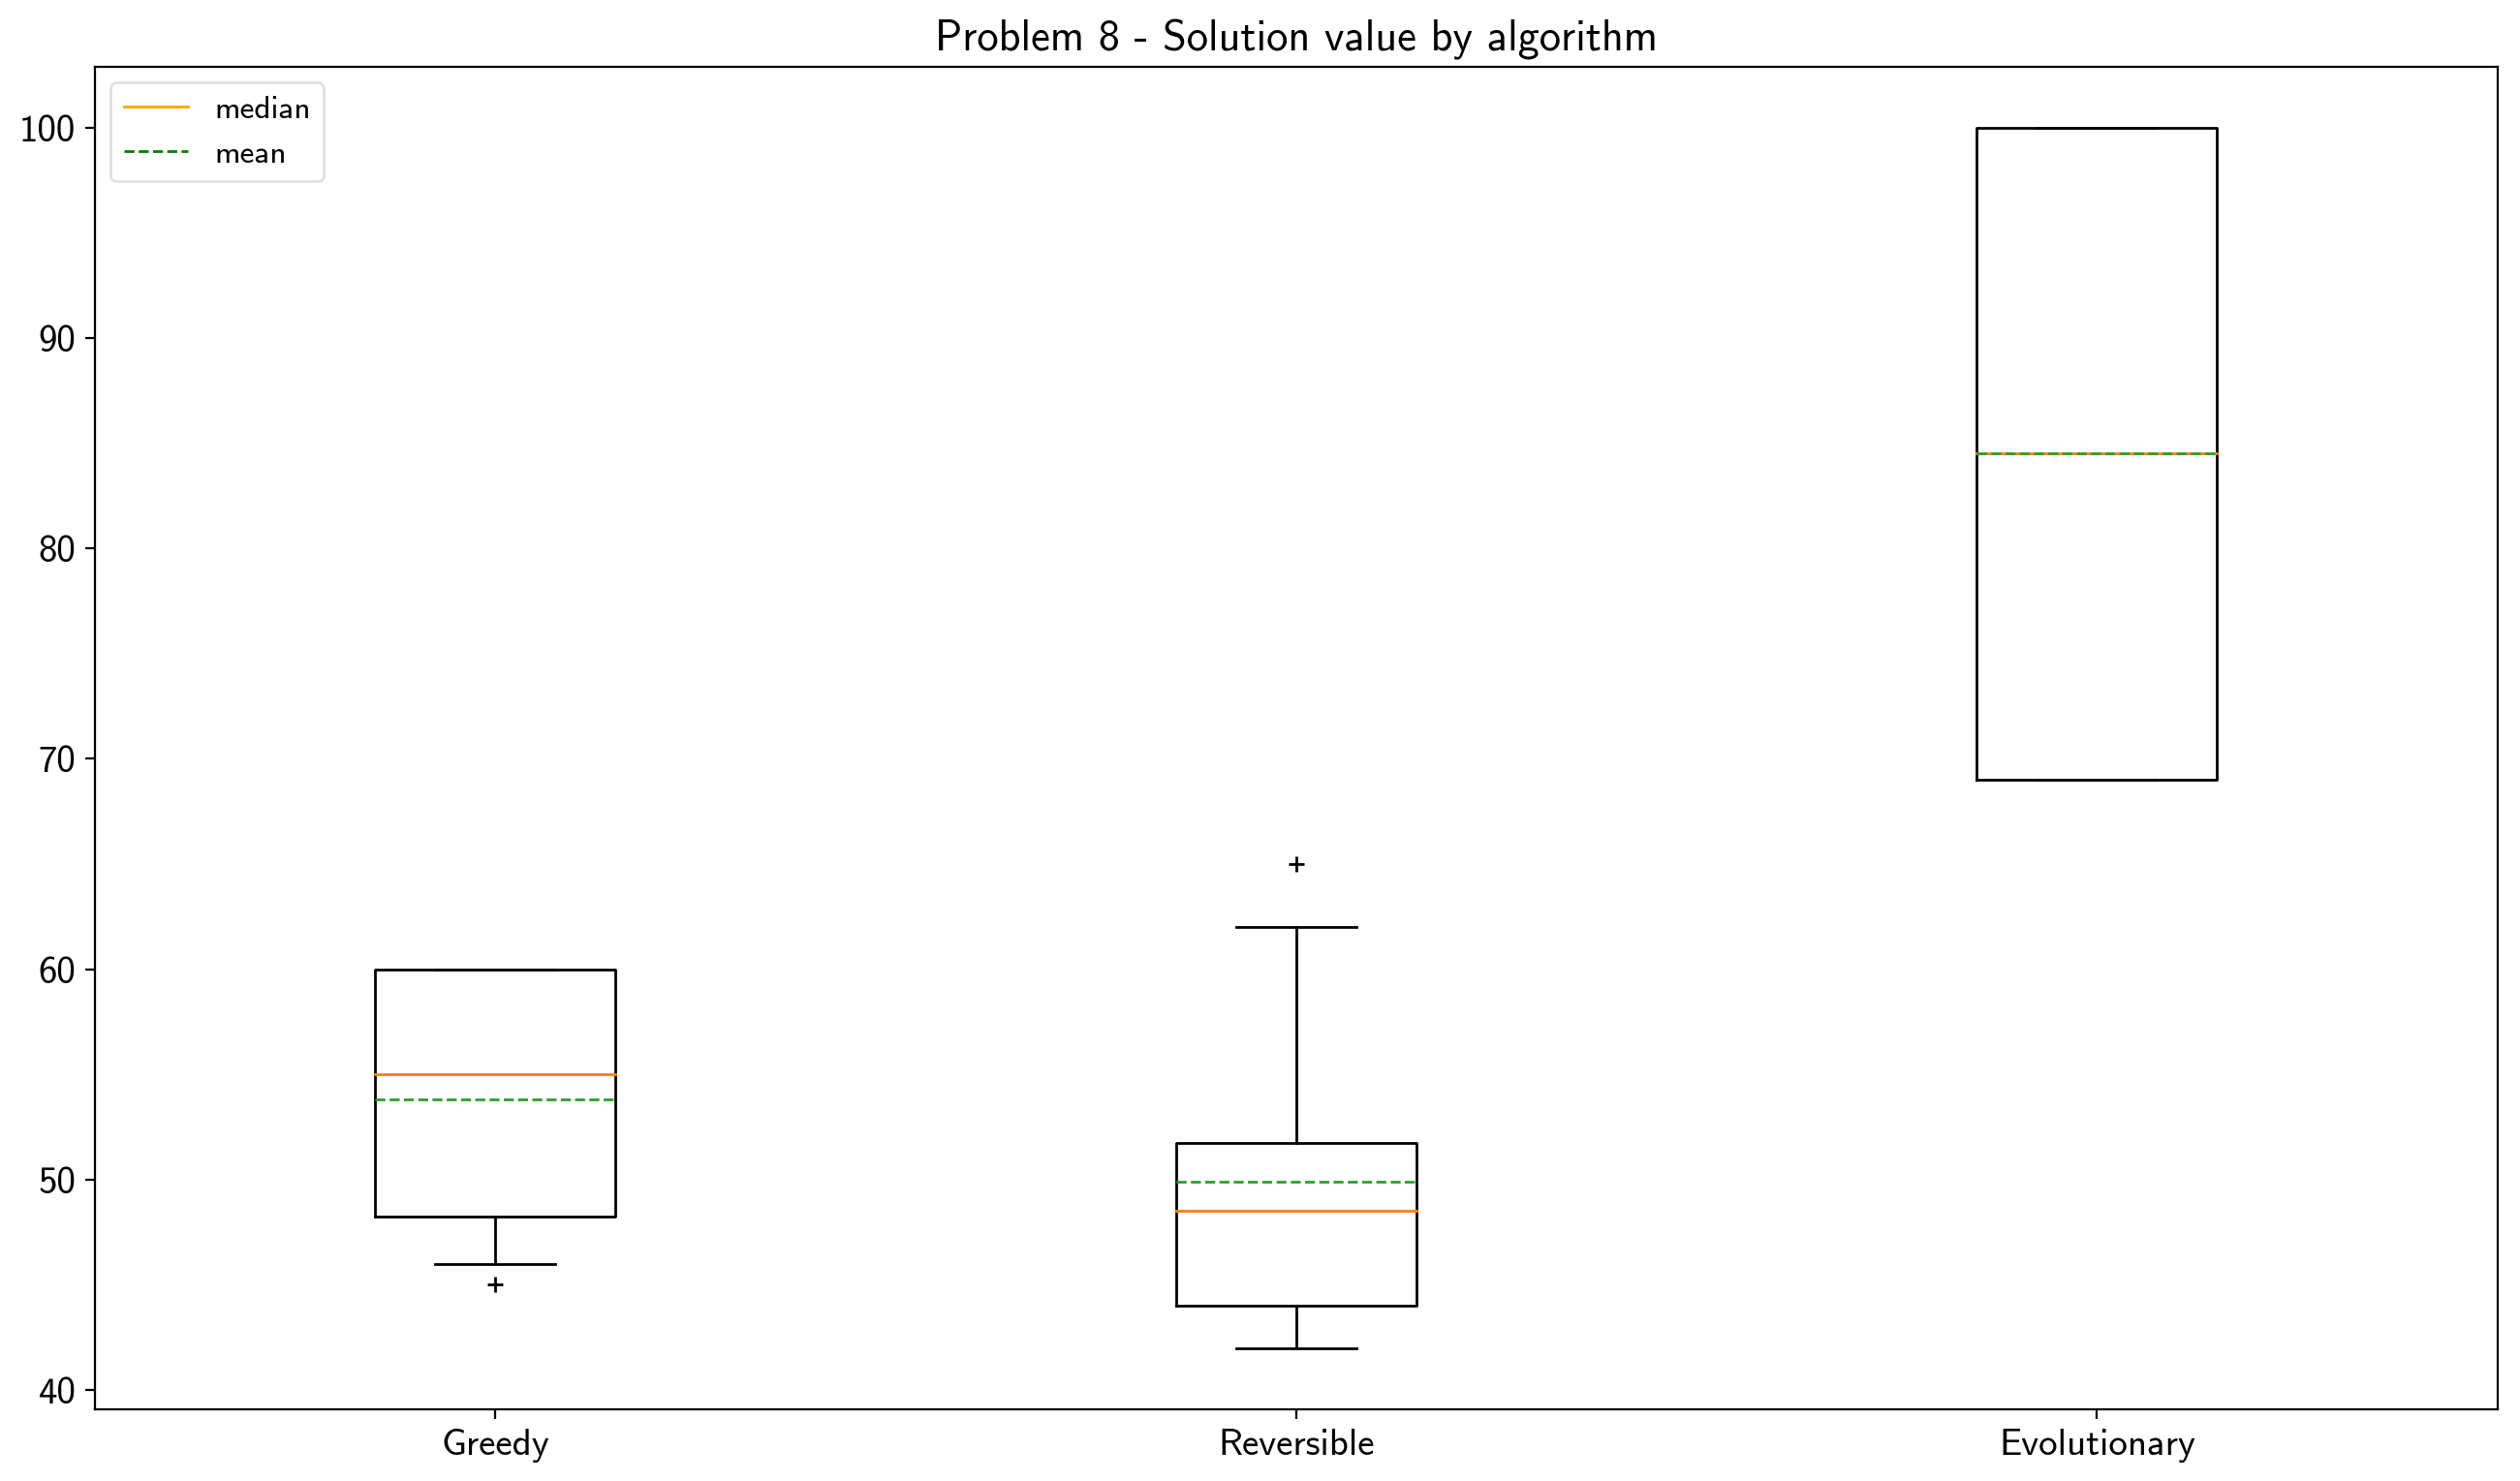 Problem 8 - Solution value by algorithm
median
mean
100
90
80
70
60
50
40
Greedy
Reversible
Evolutionary